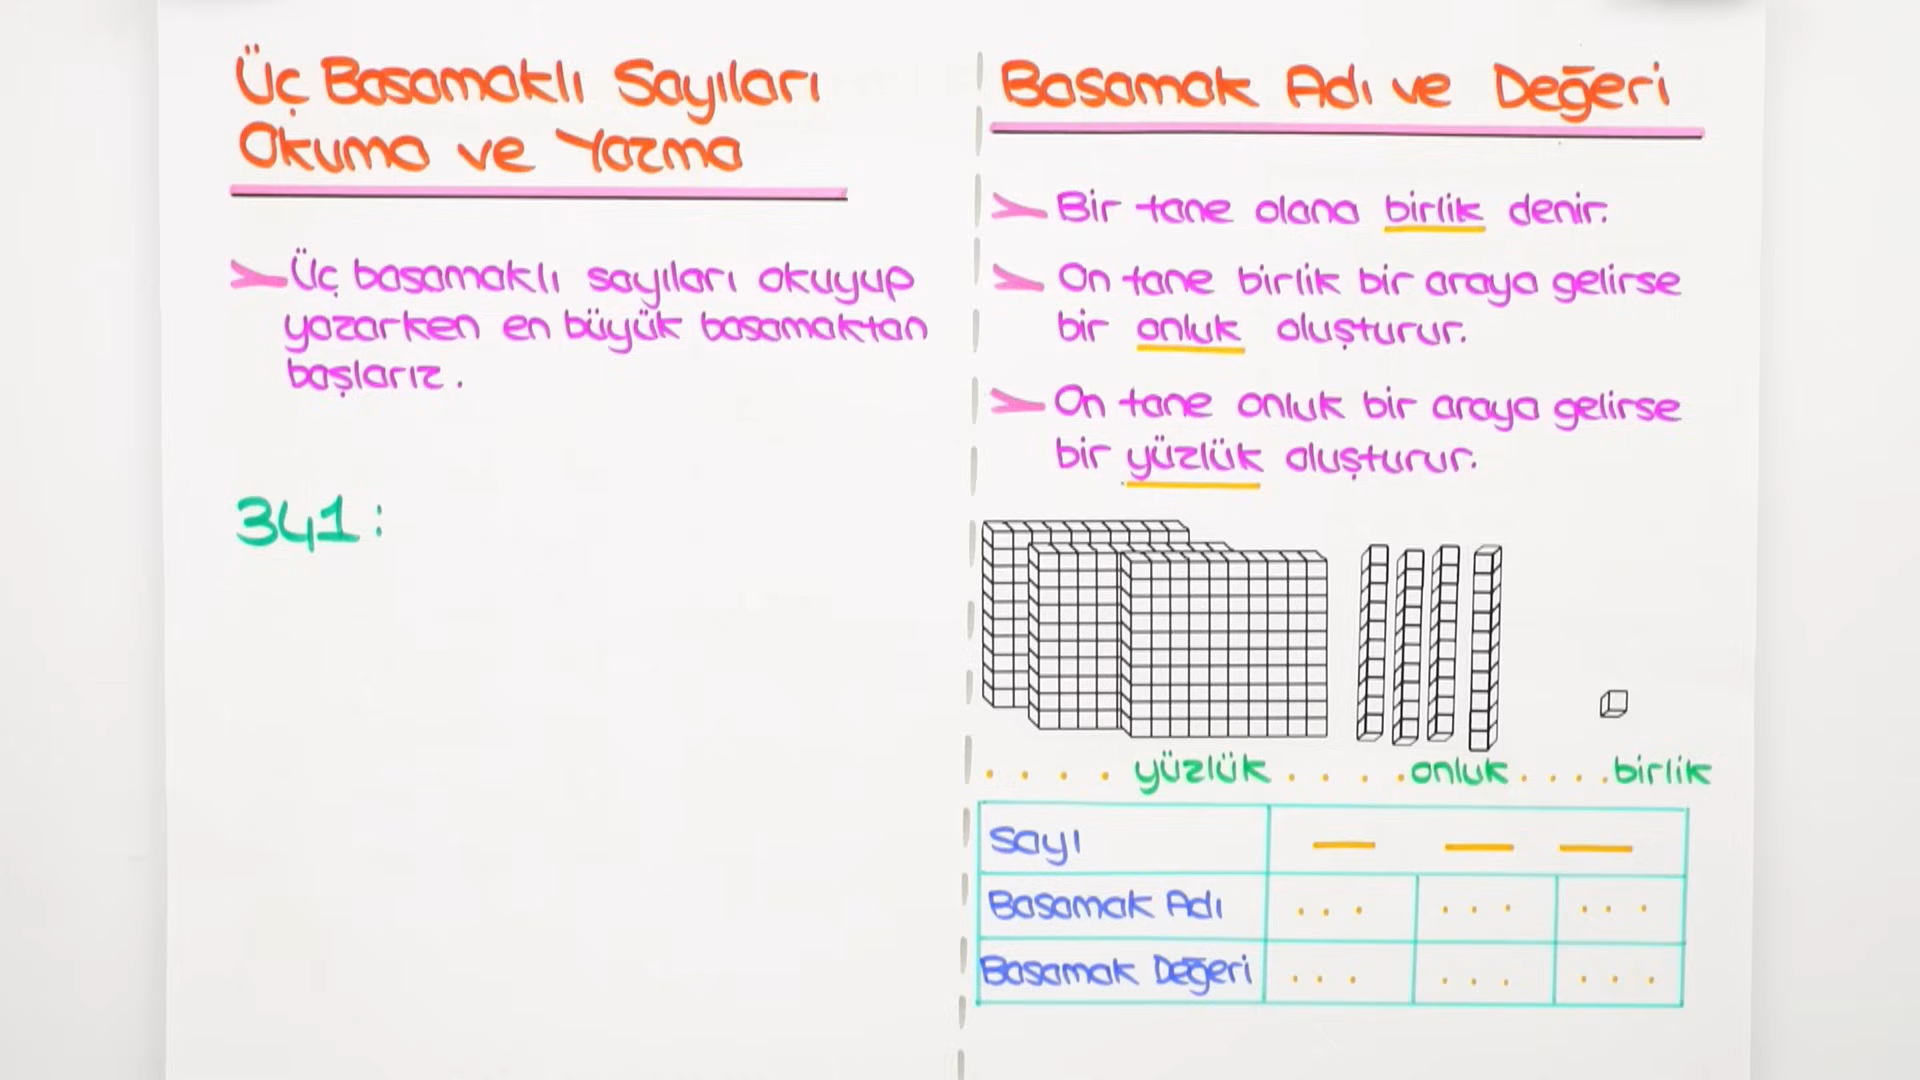 Üç Basamaklı Sayıları
Okuma ve Yazma
Üç basamaklı sayıları okuyup
yazarken en büyük basamaktan
başlarız.
341:
Basamak Adı ve Değeri
Bir tane olana birlik denir.
On tane birlik bir araya gelirse
bir onluk oluşturur.
On tane onluk bir araya gelirse
bir yüzlük oluşturur.
.... yüzlük .... onluk .... birlik
Sayı
Basamak Adı ... ... ...
Basamak Değeri ... ... ...